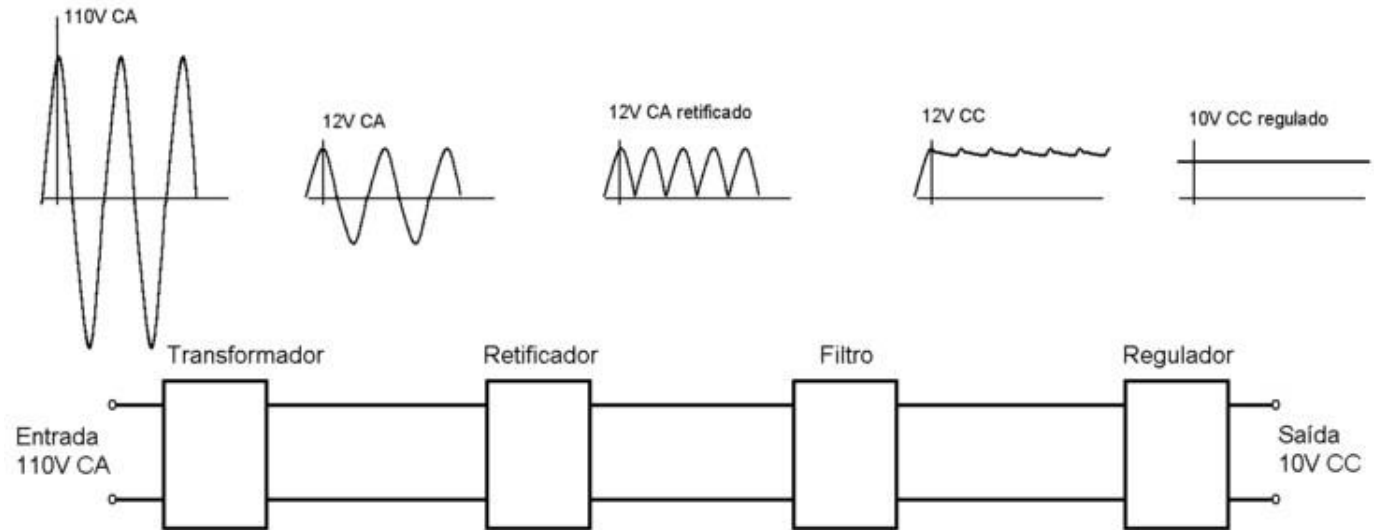 110V CA
12V CA
12V CA retificado
12V CC
10V CC regulado
Transformador
Retificador
Filtro
Regulador
Entrada
110V CA
Saída
10V CC